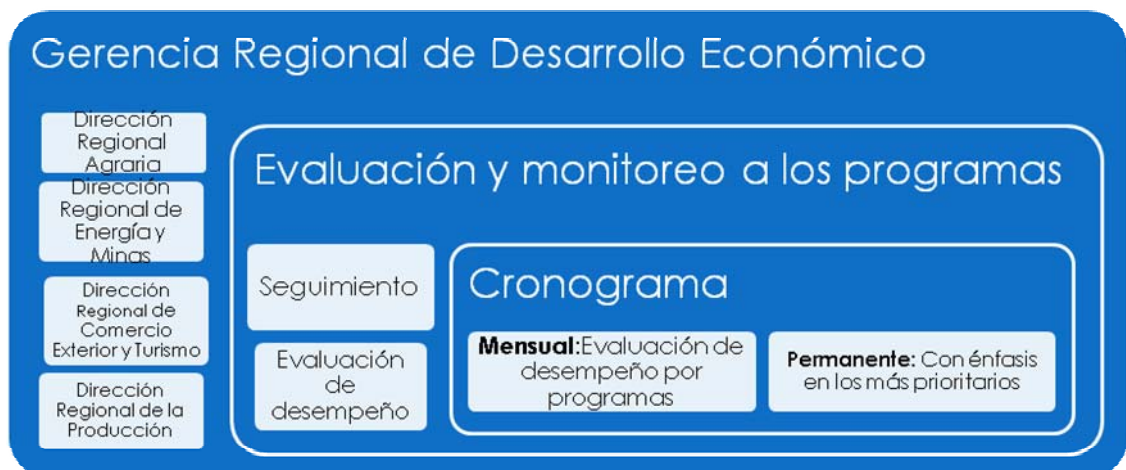 Gerencia Regional de Desarrollo Económico
Dirección
Regional
Agraria
Dirección
Regional de
Energía y
Minas
Dirección
Regional de
Comercio
Exterior y Turismo
Dirección
Regional de la
Producción
Evaluación y monitoreo a los programas
Seguimiento
Evaluación
de
desempeño
Cronograma
Mensual:Evaluación de
desempeño por
programas
Permanente: Con énfasis
en los más prioritarios